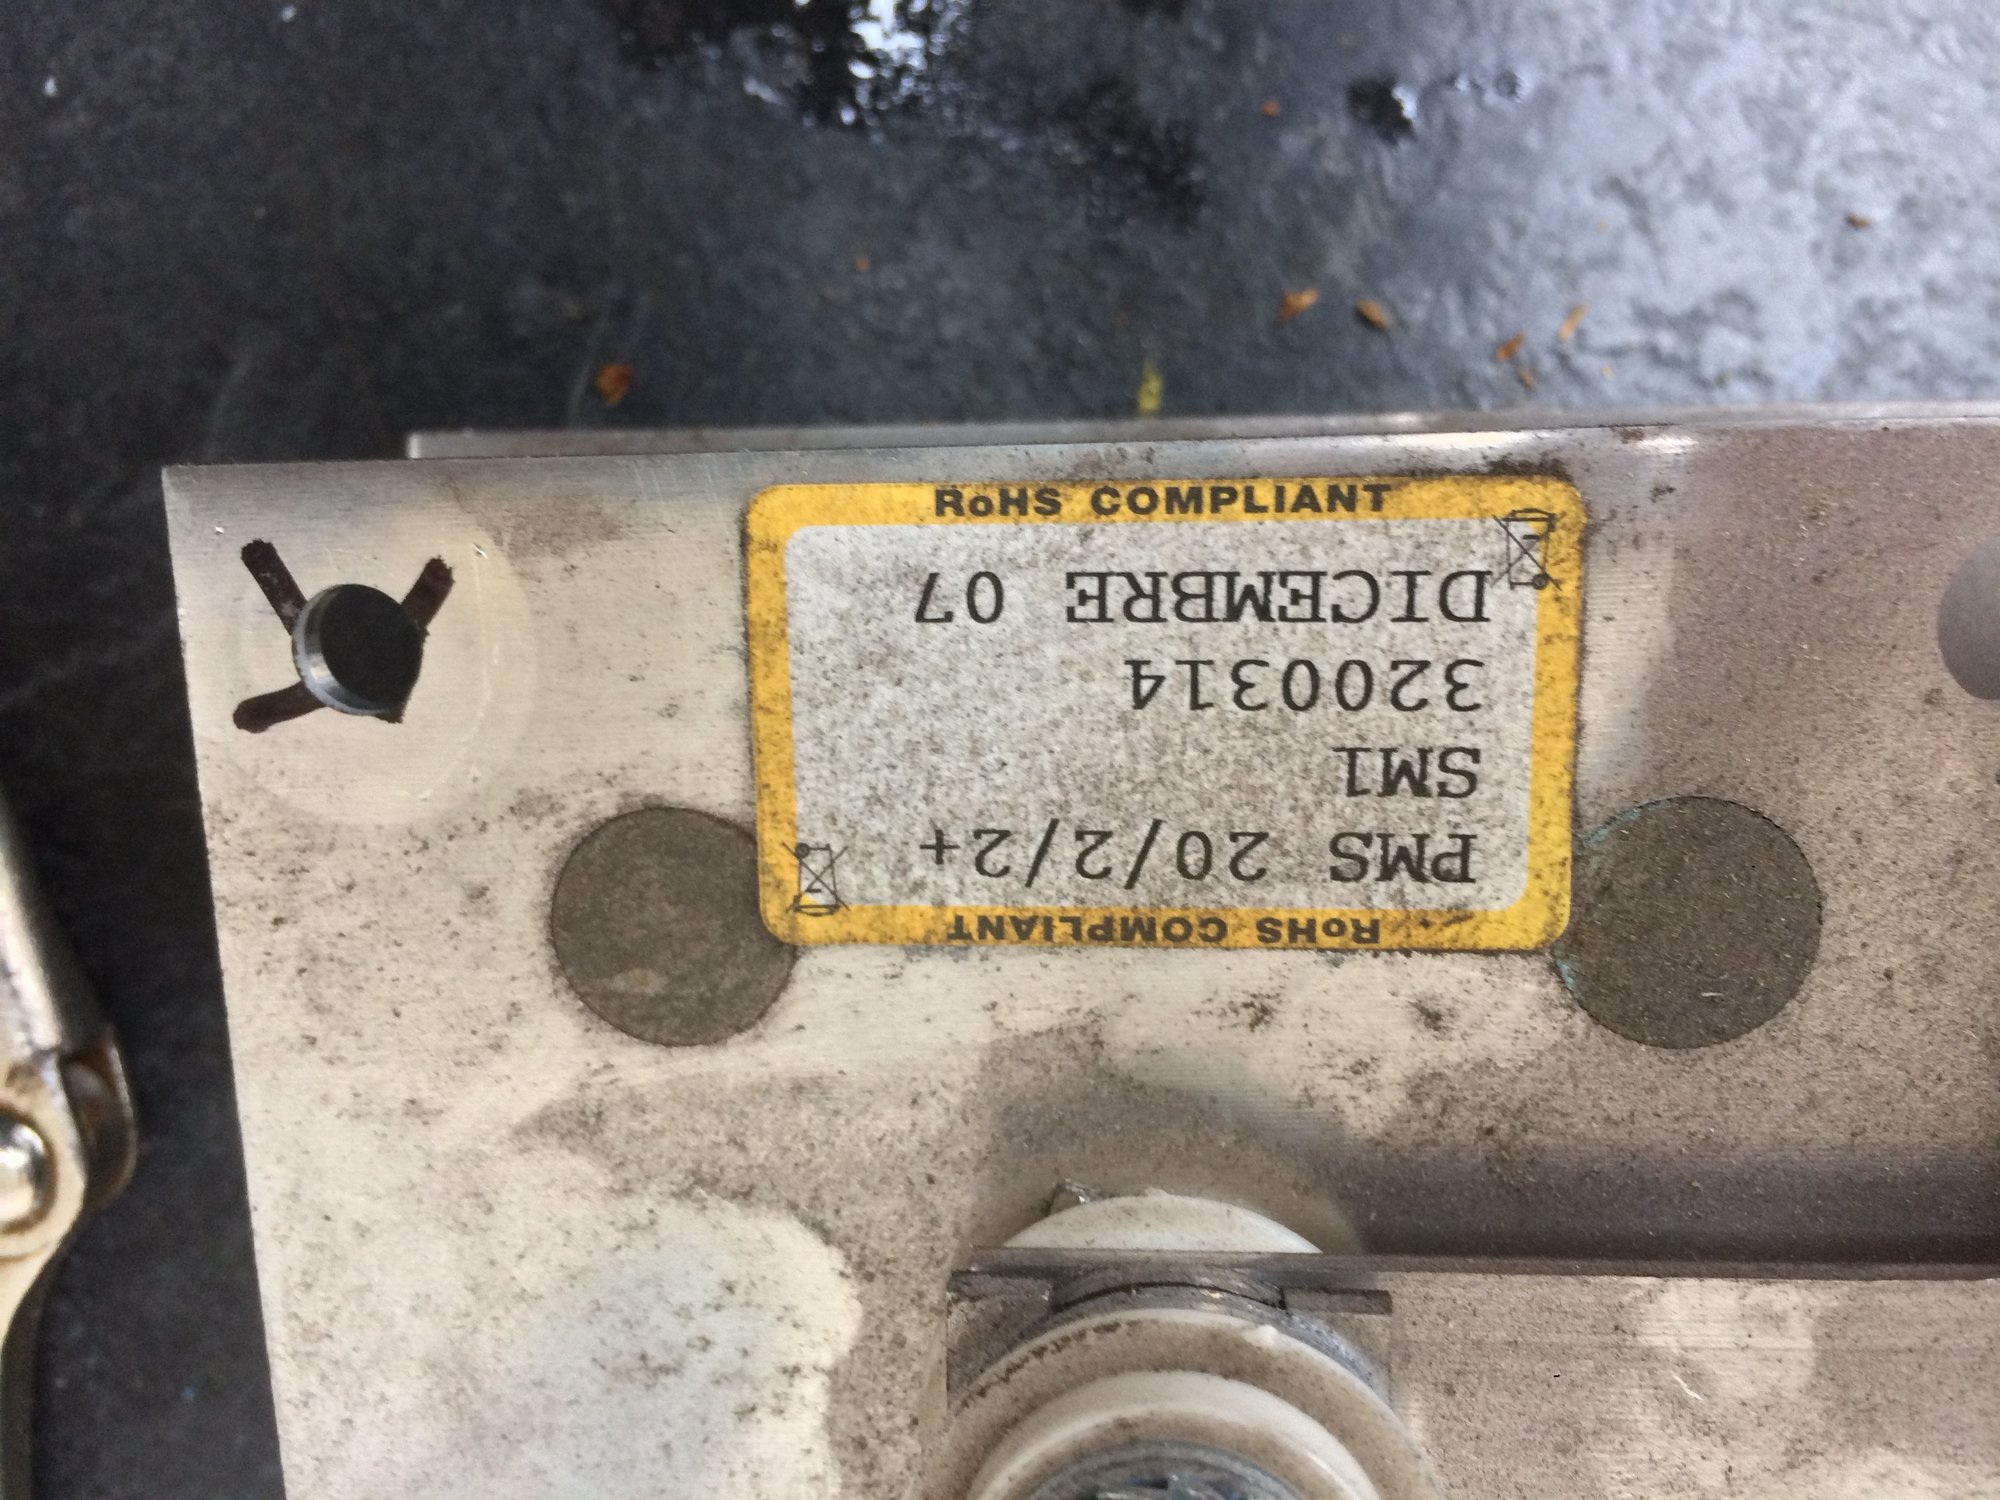 RoHS COMPLIANT
PMS 20/2/2+
SM1
3200314
DICEMBRE 07
RoHS COMPLIANT